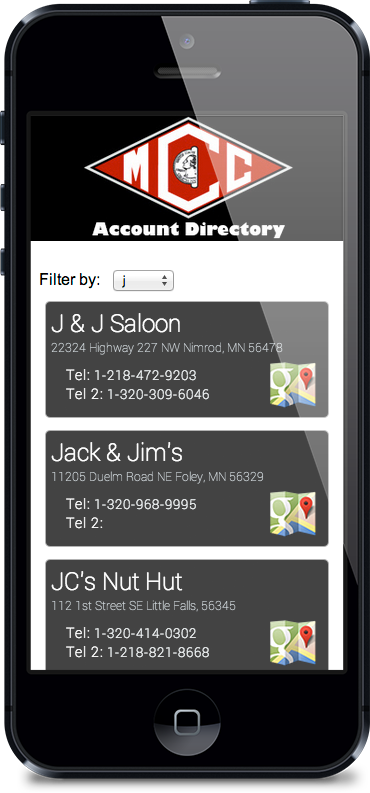 MCC
Account Directory
Filter by: j
J & J Saloon
22324 Highway 227 NW Nimrod, MN 56478
Tel: 1-218-472-9203
Tel 2: 1-320-309-6046
Jack & Jim's
11205 Duelm Road NE Foley, MN 56329
Tel: 1-320-968-9995
Tel 2:
JC's Nut Hut
112 1st Street SE Little Falls, 56345
Tel: 1-320-414-0302
Tel 2: 1-218-821-8668